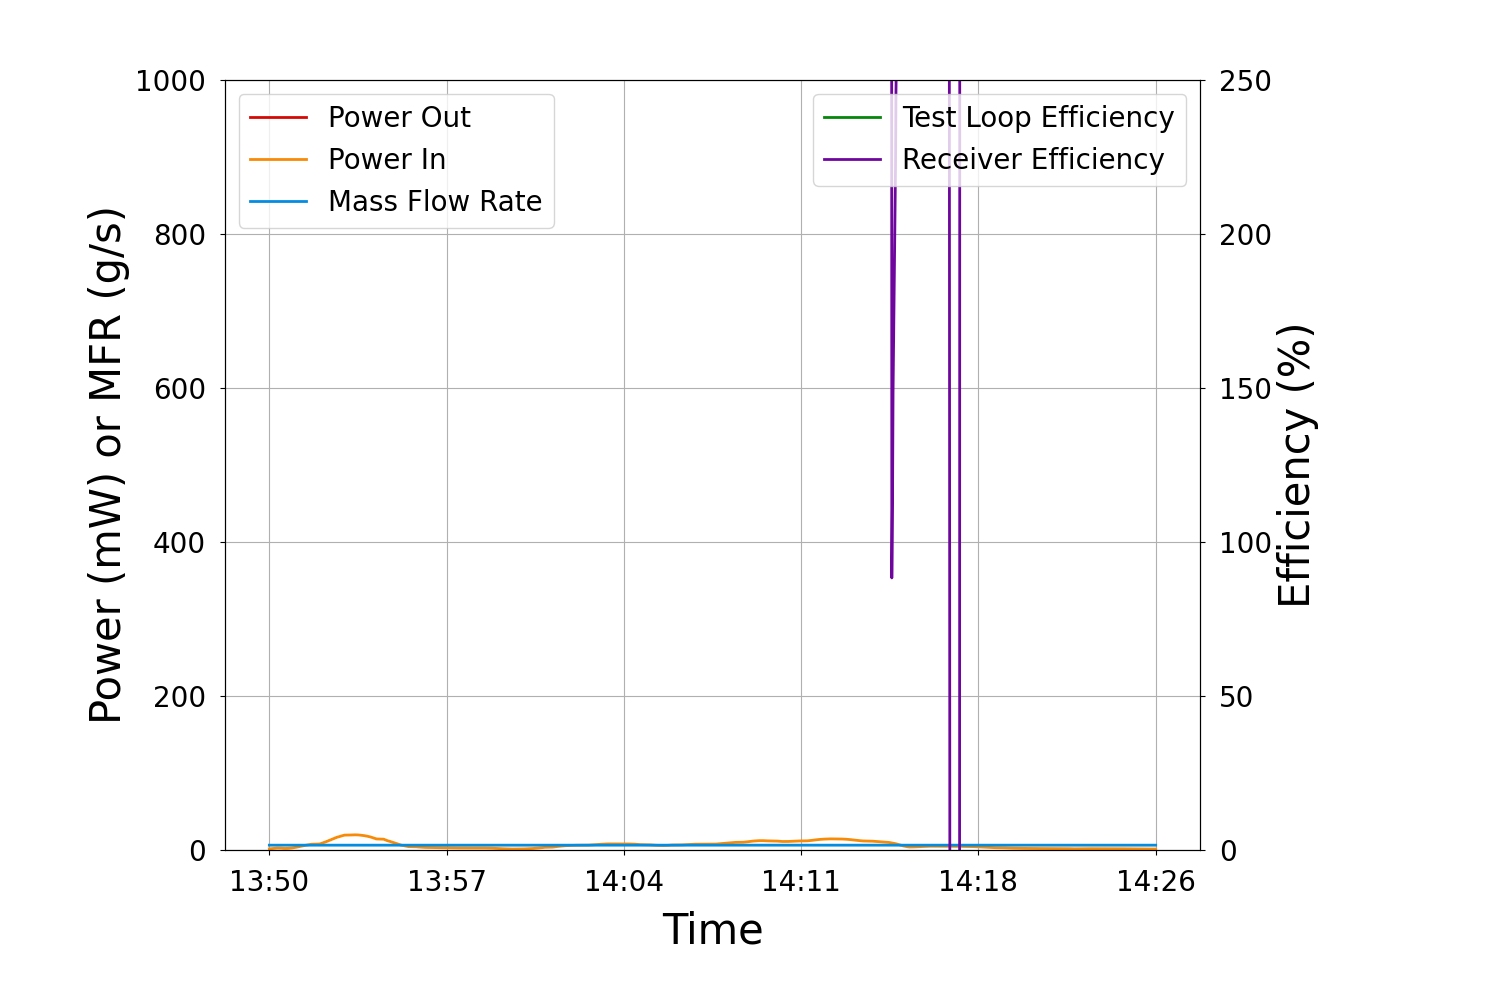 1000
800
600
400
200
0
Power (mW) or MFR (g/s)
Power Out
Power In
Mass Flow Rate
Test Loop Efficiency
Receiver Efficiency
250
200
150
100
50
0
Efficiency (%)
13:50 13:57 14:04 14:11 14:18 14:26
Time